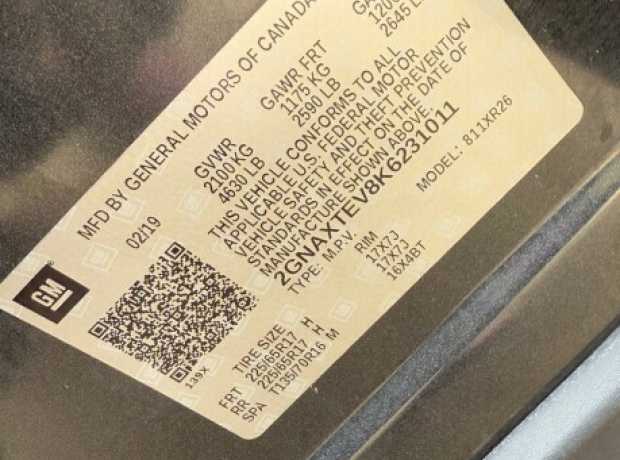 MFD BY GENERAL MOTORS OF CANADA
02/19
GVWR
2100 KG
4630 LB
GAWR FRT
1175 KG
2590 LB
2645 L
THIS VEHICLE CONFORMS TO ALL
APPLICABLE U.S. FEDERAL MOTOR
VEHICLE SAFETY AND THEFT PREVENTION
STANDARDS IN EFFECT ON THE DATE OF
MANUFACTURE SHOWN ABOVE.
2GNAXTEV8K6231011
TYPE: M.P.V.
MODEL: 811XR26
GM
139X
TIRE SIZE RIM
FRT 225/65R17 H 17X7J
RR 225/65R17 H 17X7J
SPA T135/70R16 M 16X4BT